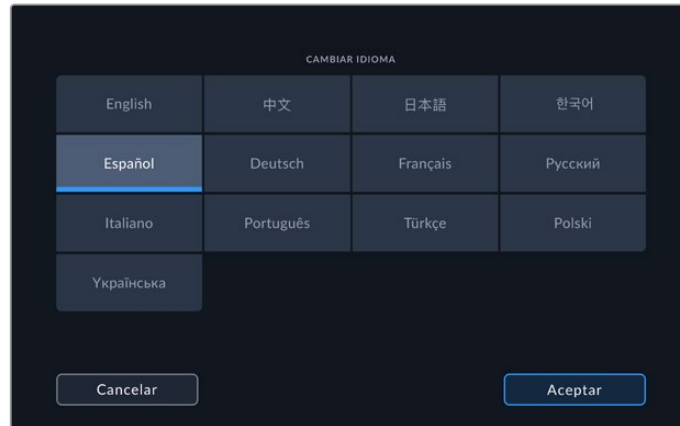 CAMBIAR IDIOMA
English 中文 日本語 한국어
Español Deutsch Français Русский
Italiano Português Türkçe Polski
Українська
Cancelar Aceptar